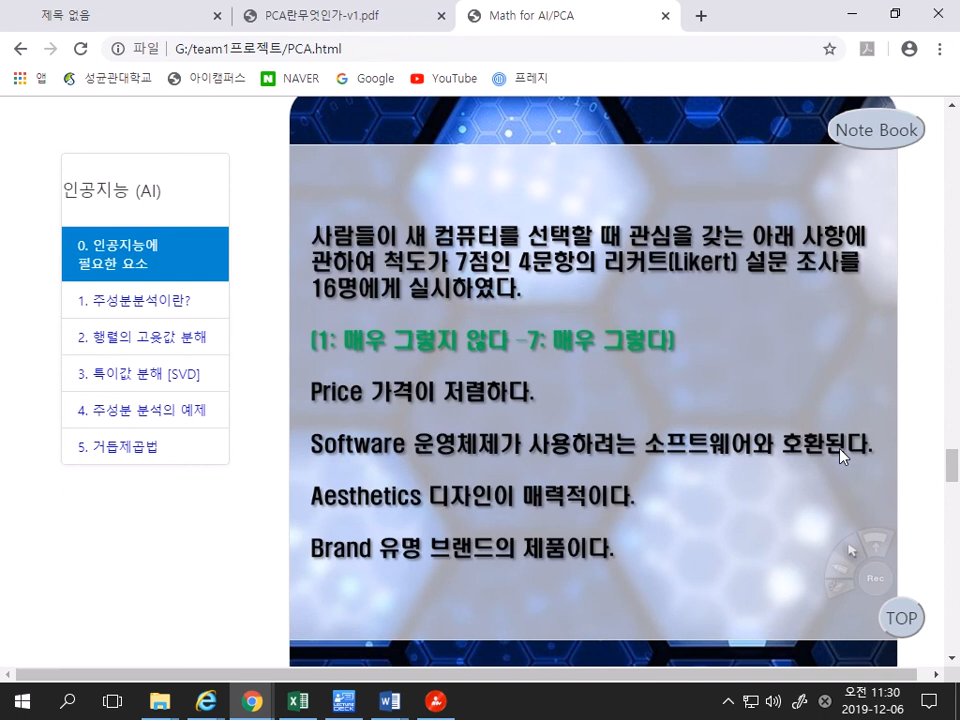 제목 없음
PCA란무엇인가-v1.pdf
Math for AI/PCA
파일
G:/team1프로젝트/PCA.html
앱
성균관대학교
아이캠퍼스
NAVER
Google
YouTube
프레지
Note Book
인공지능 (AI)
0. 인공지능에
필요한 요소
1. 주성분분석이란?
2. 행렬의 고윳값 분해
3. 특이값 분해 [SVD]
4. 주성분 분석의 예제
5. 거듭제곱법
사람들이 새 컴퓨터를 선택할 때 관심을 갖는 아래 사항에
관하여 척도가 7점인 4문항의 리커트(Likert) 설문 조사를
16명에게 실시하였다.
(1: 매우 그렇지 않다 -7: 매우 그렇다)
Price 가격이 저렴하다.
Software 운영체제가 사용하려는 소프트웨어와 호환된다.
Aesthetics 디자인이 매력적이다.
Brand 유명 브랜드의 제품이다.
Rec
TOP
오전 11:30
2019-12-06